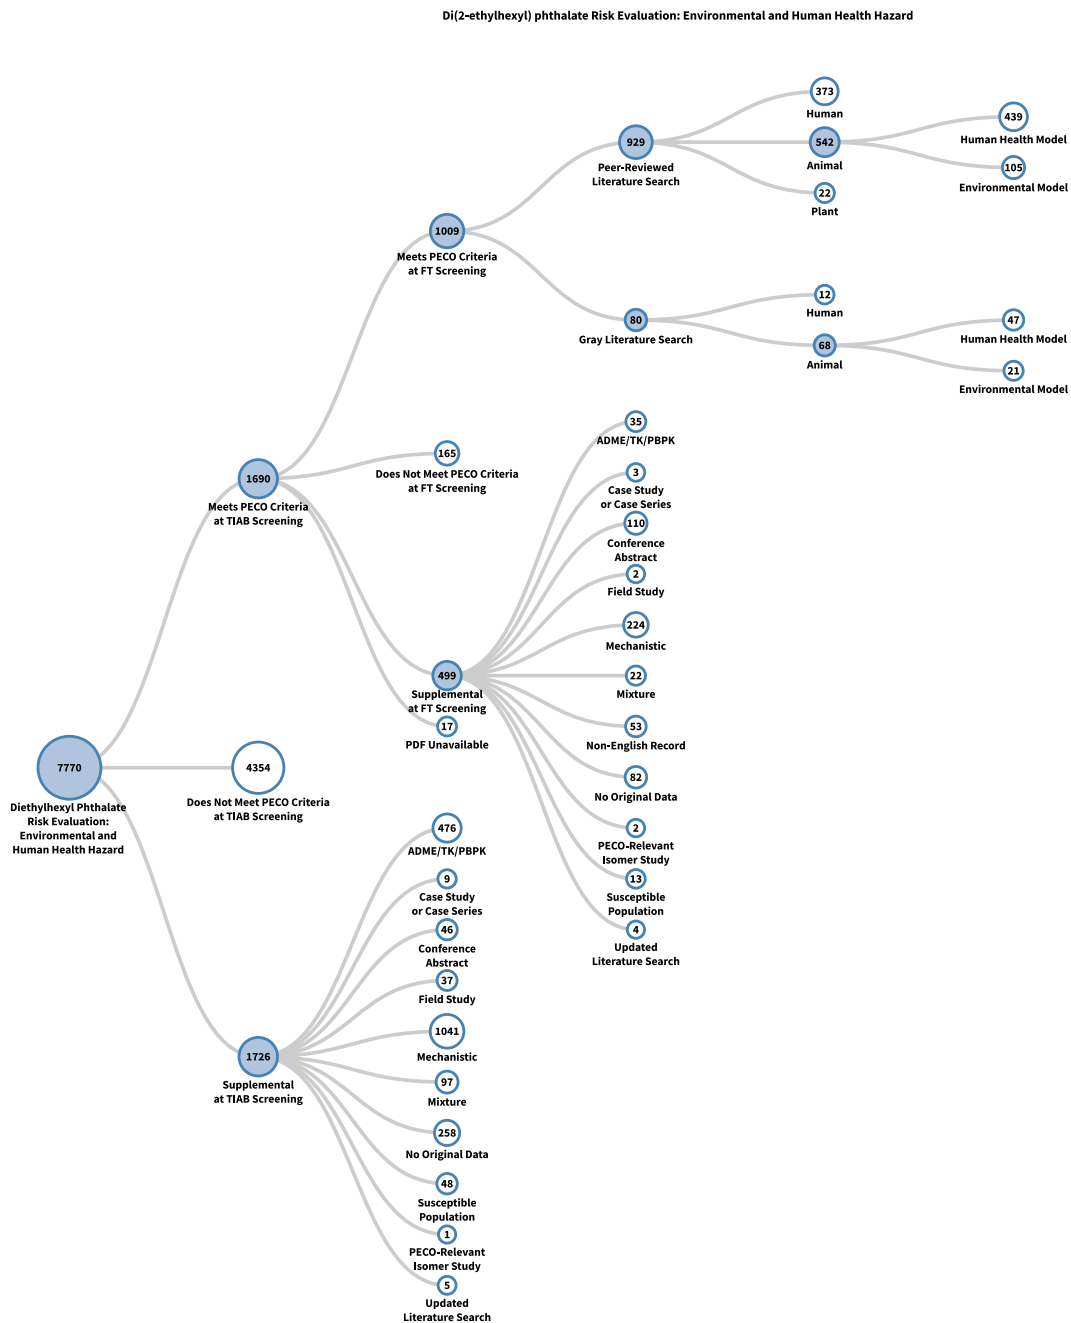 Di(2-ethylhexyl) phthalate Risk Evaluation: Environmental and Human Health Hazard
7770
Diethylhexyl Phthalate
Risk Evaluation:
Environmental and
Human Health Hazard
1690
Meets PECO Criteria
at TIAB Screening
1009
Meets PECO Criteria
at FT Screening
929
Peer-Reviewed
Literature Search
373
Human
542
Animal
439
Human Health Model
105
Environmental Model
22
Plant
80
Gray Literature Search
12
Human
68
Animal
47
Human Health Model
21
Environmental Model
165
Does Not Meet PECO Criteria
at FT Screening
499
Supplemental
at FT Screening
35
ADME/TK/PBPK
3
Case Study
or Case Series
110
Conference
Abstract
2
Field Study
224
Mechanistic
22
Mixture
53
Non-English Record
82
No Original Data
2
PECO-Relevant
Isomer Study
13
Susceptible
Population
4
Updated
Literature Search
17
PDF Unavailable
4354
Does Not Meet PECO Criteria
at TIAB Screening
1726
Supplemental
at TIAB Screening
476
ADME/TK/PBPK
9
Case Study
or Case Series
46
Conference
Abstract
37
Field Study
1041
Mechanistic
97
Mixture
258
No Original Data
48
Susceptible
Population
1
PECO-Relevant
Isomer Study
5
Updated
Literature Search